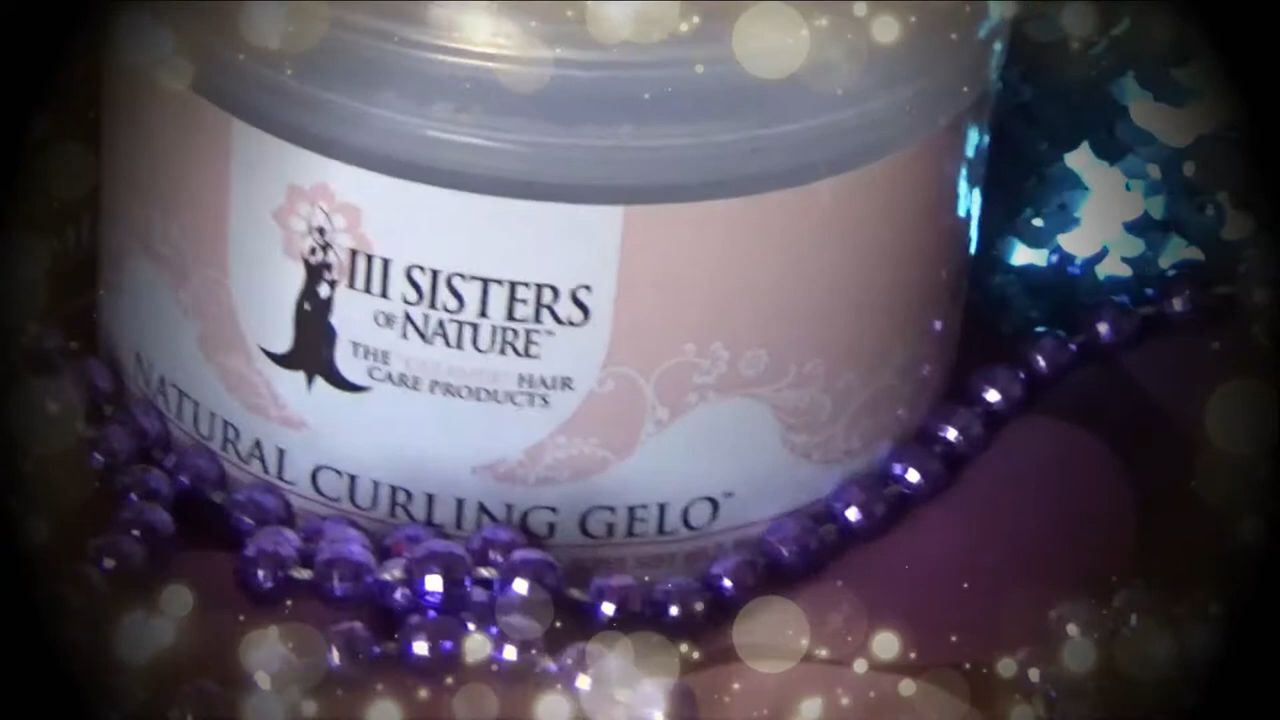 III SISTERS
OF NATURE™
THE HAIR
CARE PRODUCTS
NATURAL CURLING GELO™